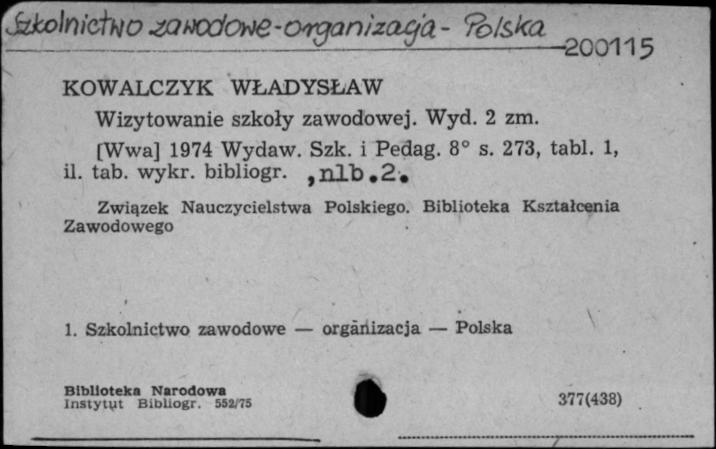 Szkolnictwo zawodowe-organizacja - Polska
200115
KOWALCZYK WŁADYSŁAW
Wizytowanie szkoły zawodowej. Wyd. 2 zm.
[Wwa] 1974 Wydaw. Szk. i Pedag. 8° s. 273, tabl. 1,
il. tab. wykr. bibliogr. ,nlb.2.
Związek Nauczycielstwa Polskiego. Biblioteka Kształcenia
Zawodowego
1. Szkolnictwo zawodowe — organizacja — Polska
Biblioteka Narodowa
Instytut Bibliogr. 552/75
377(438)